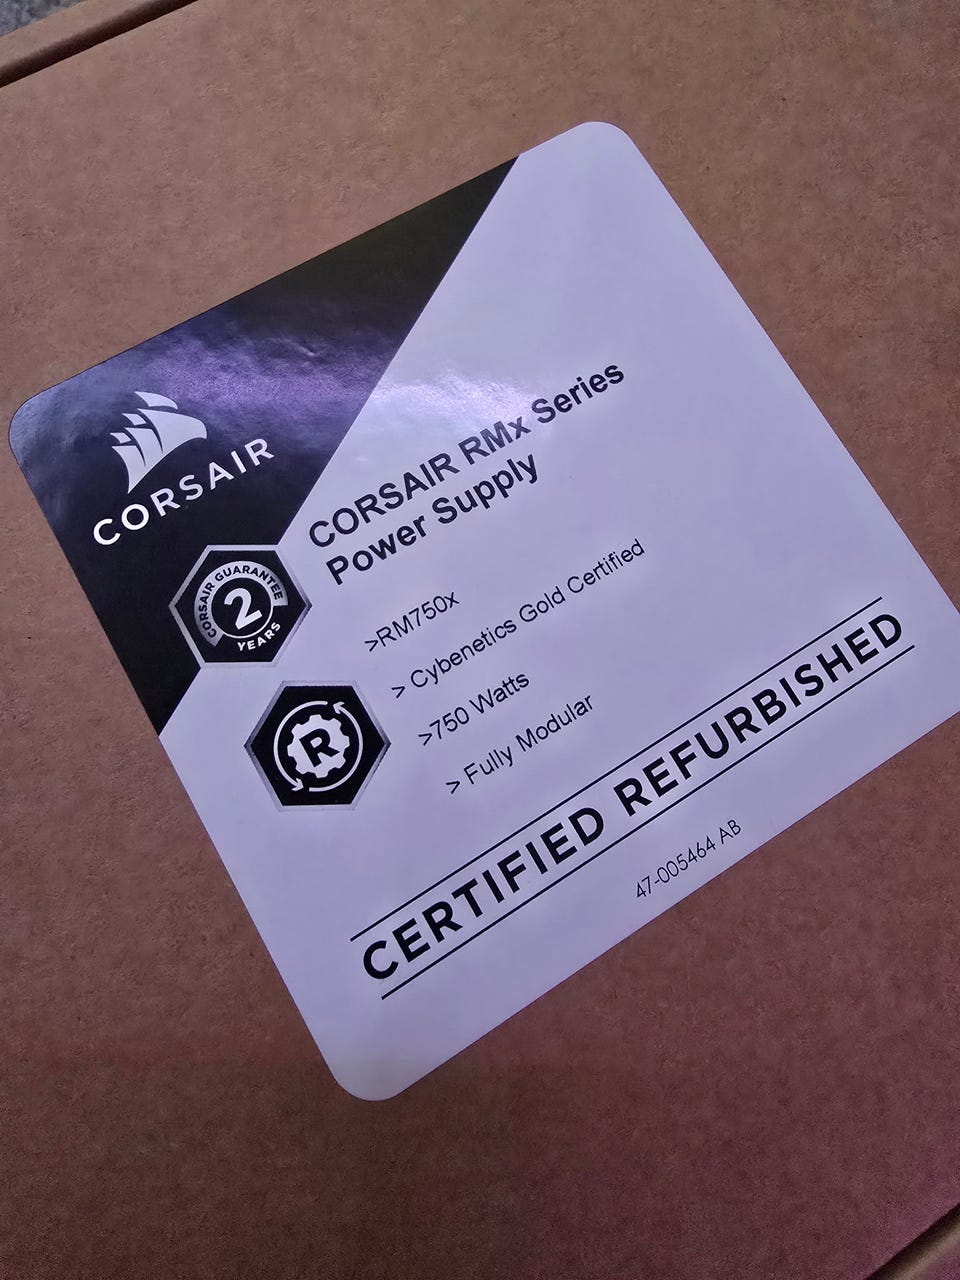 CORSAIR
CORSAIR GUARANTEE
2
YEARS
R
CORSAIR RMx Series
Power Supply
>RM750x
> Cybenetics Gold Certified
>750 Watts
> Fully Modular
CERTIFIED REFURBISHED
47-005464 AB